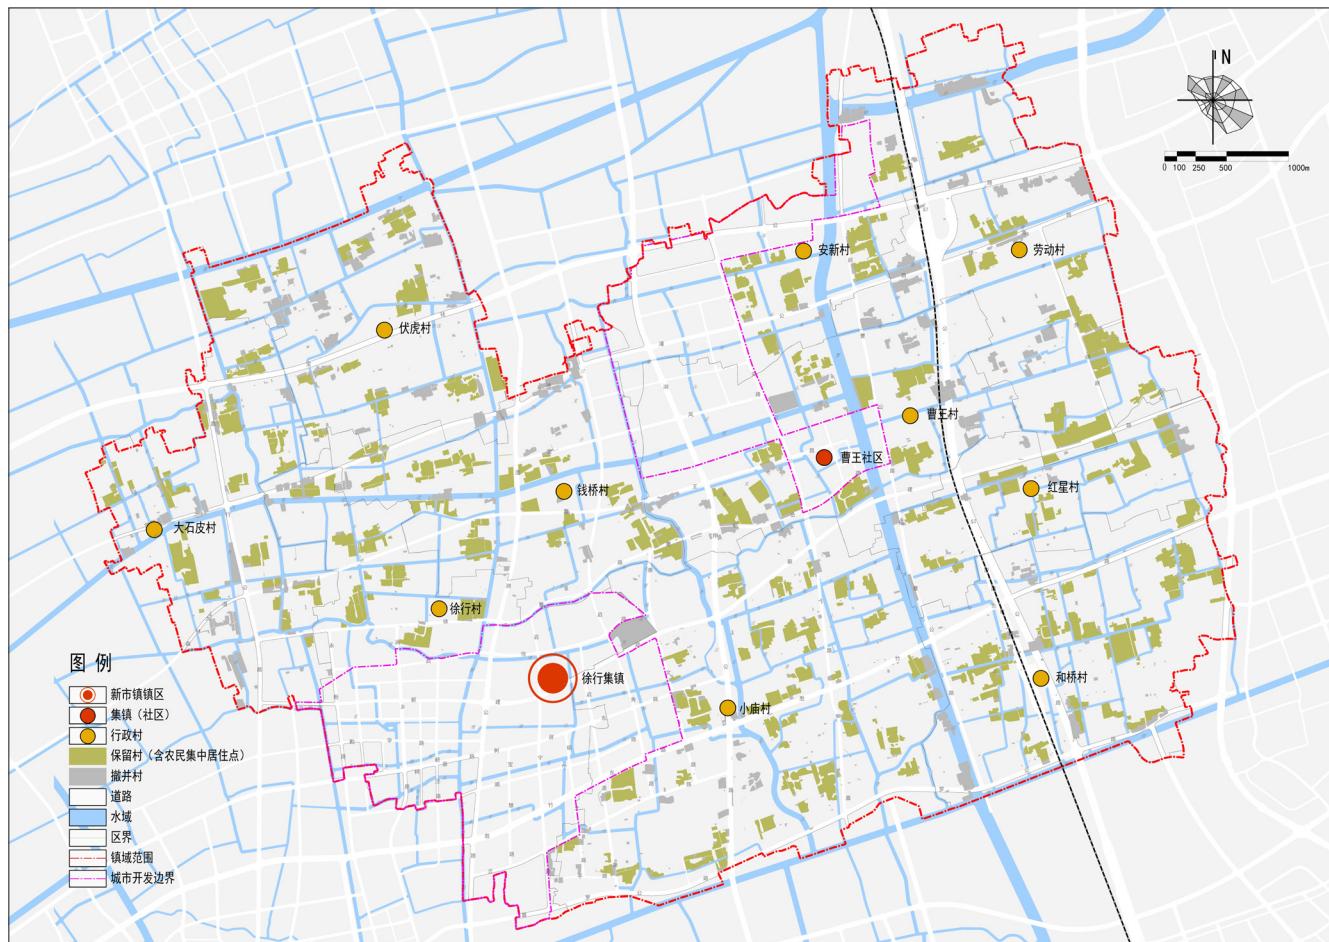 N
0 100 250 500 1000m
安新村
劳动村
伏虎村
曹王村
曹王社区
钱桥村
红星村
大石皮村
徐行村
徐行集镇
和桥村
小庙村
图 例
新市镇镇区
集镇（社区）
行政村
保留村（含农民集中居住点）
撤并村
道路
水域
区界
镇域范围
城市开发边界